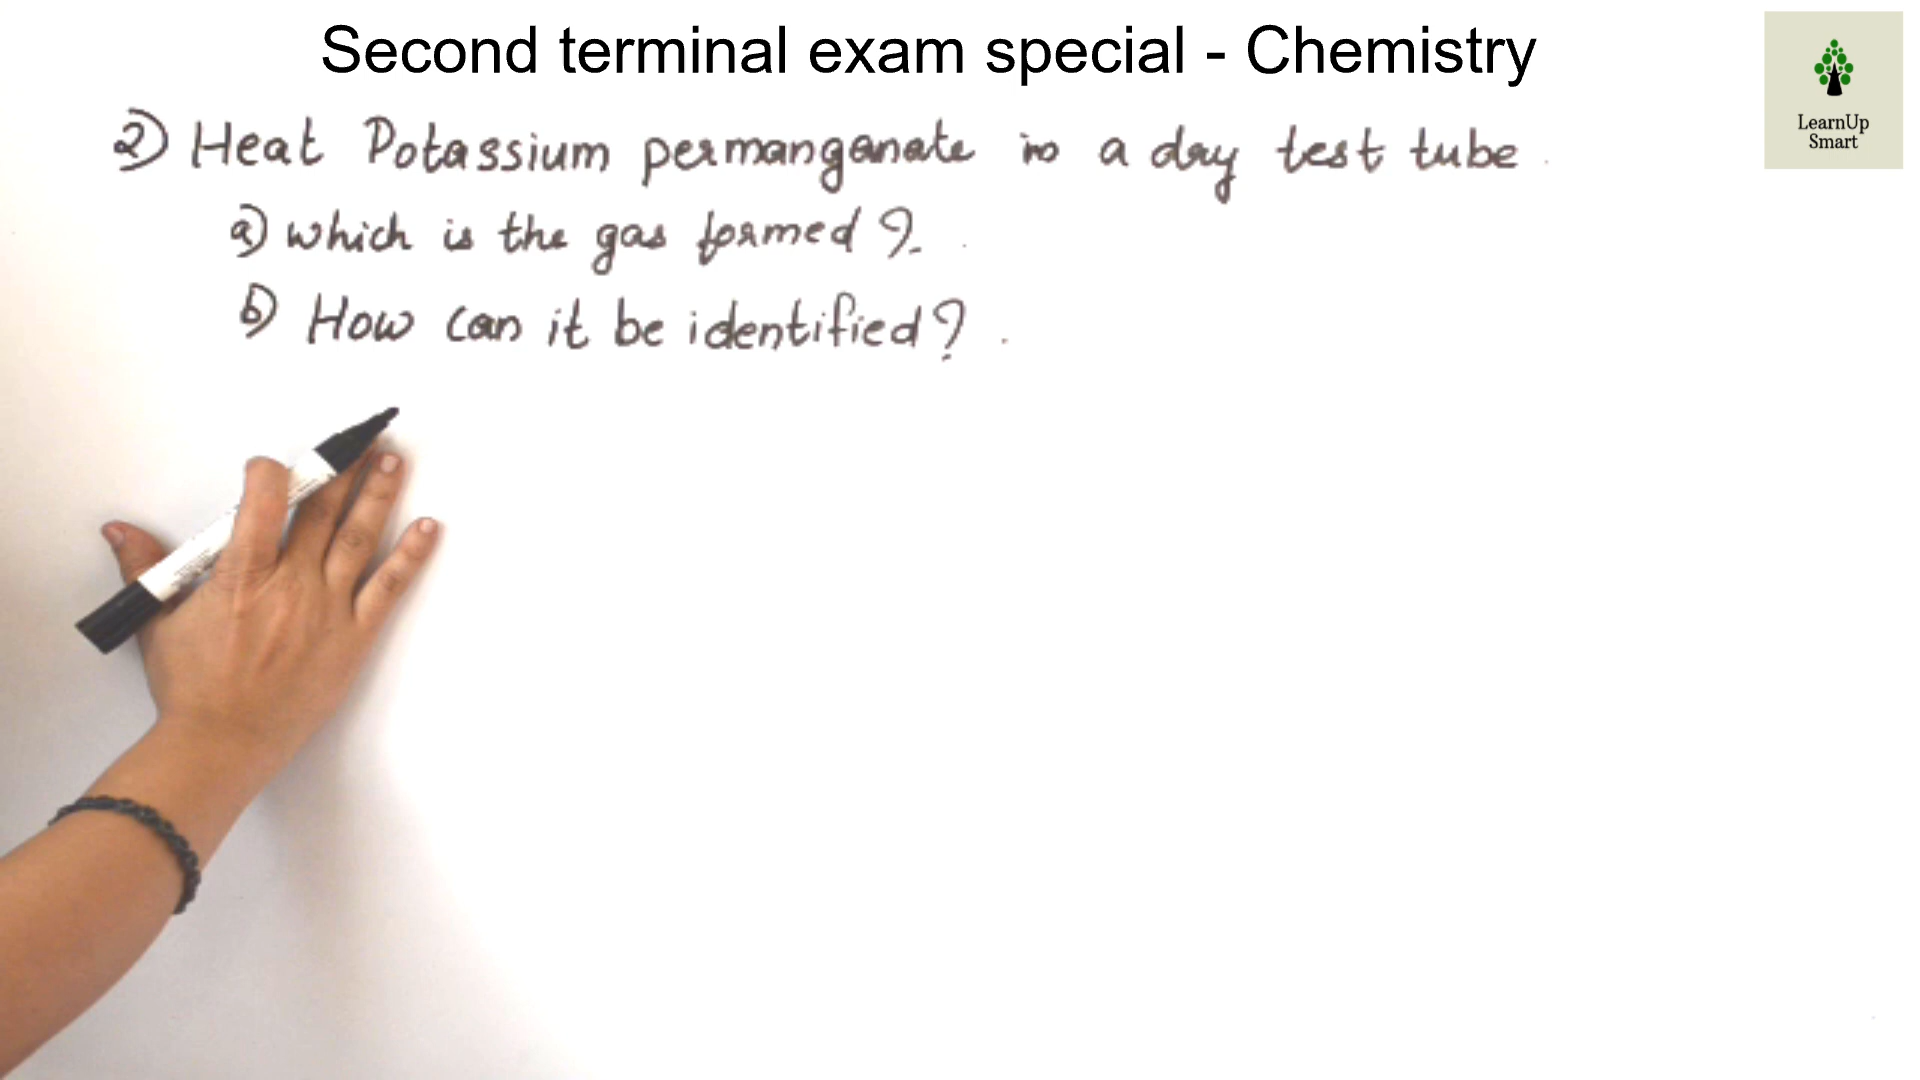 Second terminal exam special - Chemistry
LearnUp
Smart
2) Heat Potassium permanganate in a dry test tube
a) which is the gas formed ?
b) How can it be identified ?